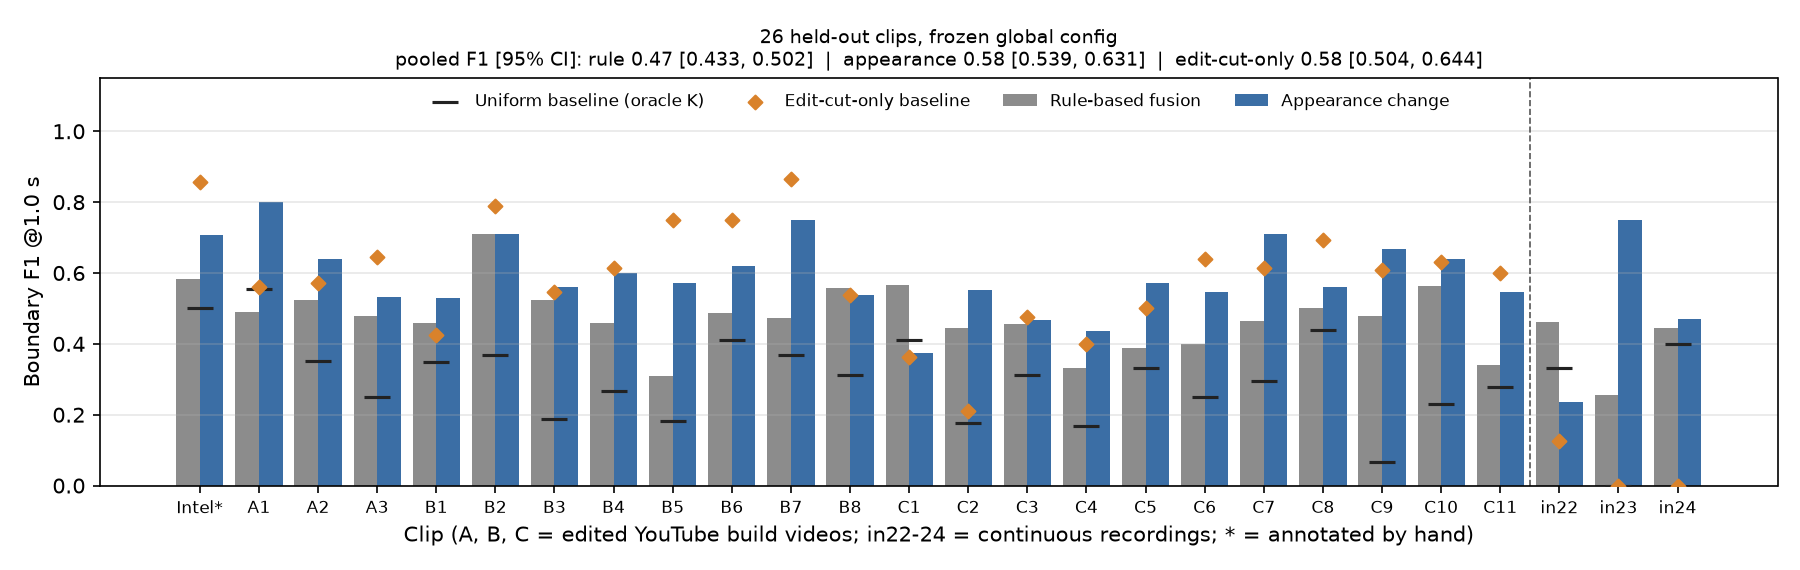 26 held-out clips, frozen global config
pooled F1 [95% CI]: rule 0.47 [0.433, 0.502] | appearance 0.58 [0.539, 0.631] | edit-cut-only 0.58 [0.504, 0.644]
Uniform baseline (oracle K) Edit-cut-only baseline Rule-based fusion Appearance change
Boundary F1 @1.0 s
1.0
0.8
0.6
0.4
0.2
0.0
Intel* A1 A2 A3 B1 B2 B3 B4 B5 B6 B7 B8 C1 C2 C3 C4 C5 C6 C7 C8 C9 C10 C11 in22 in23 in24
Clip (A, B, C = edited YouTube build videos; in22-24 = continuous recordings; * = annotated by hand)